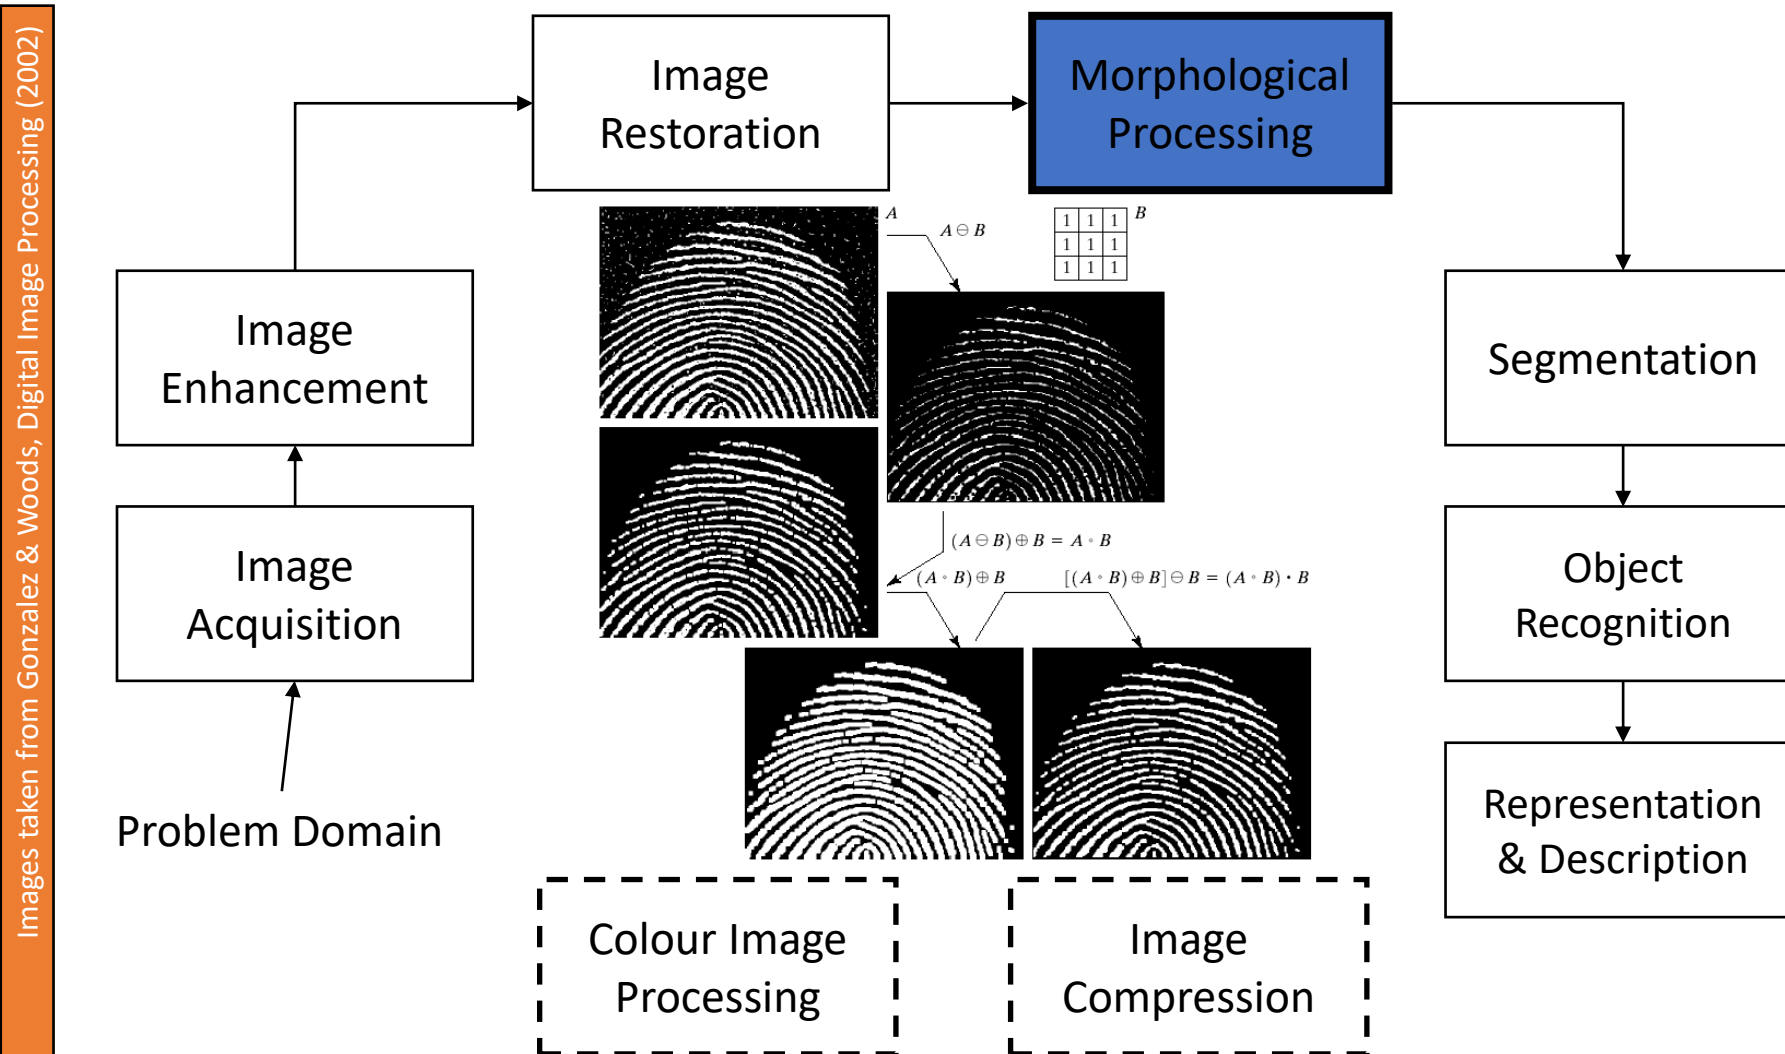 Images taken from Gonzalez & Woods, Digital Image Processing (2002)
Image
Restoration
Morphological
Processing
A
A ⊖ B
1 1 1
1 1 1
1 1 1
B
Image
Enhancement
Segmentation
Image
Acquisition
(A ⊖ B) ⊕ B = A ∘ B
(A ∘ B) ⊕ B
[(A ∘ B) ⊕ B] ⊖ B = (A ∘ B) • B
Object
Recognition
Problem Domain
Representation
& Description
Colour Image
Processing
Image
Compression